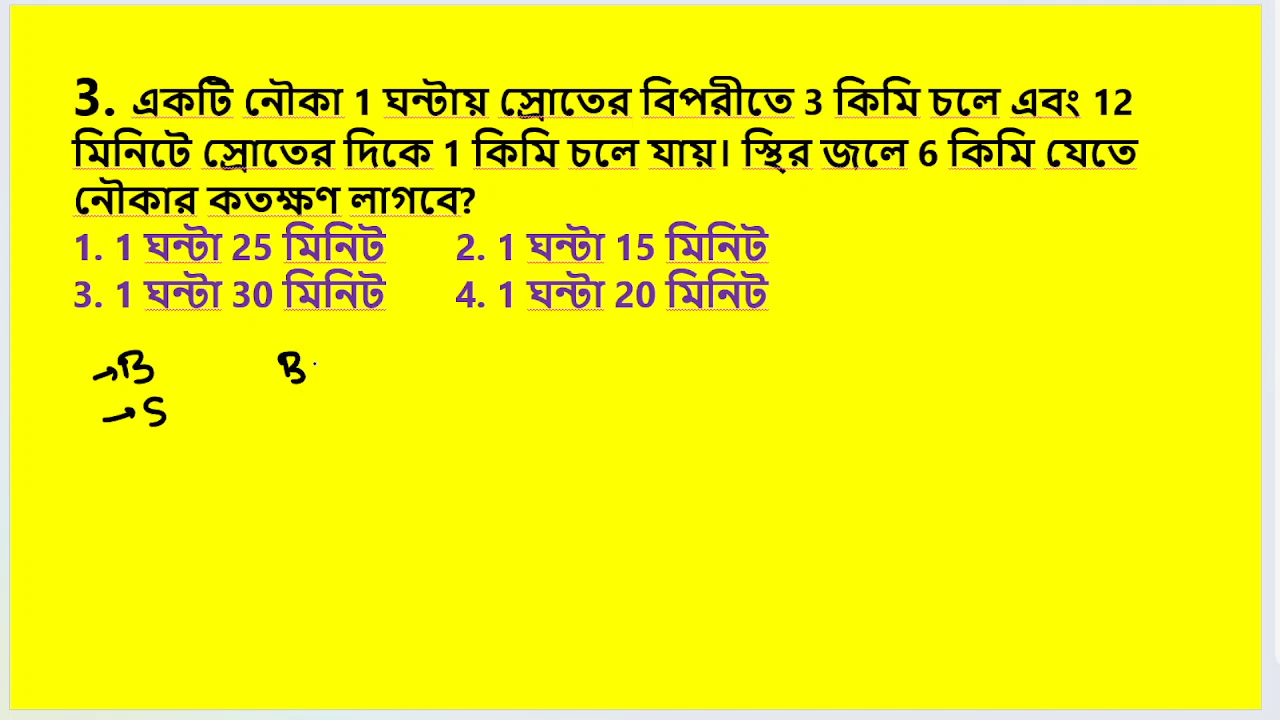 3. একটি নৌকা 1 ঘন্টায় স্রোতের বিপরীতে 3 কিমি চলে এবং 12
মিনিটে স্রোতের দিকে 1 কিমি চলে যায়। স্থির জলে 6 কিমি যেতে
নৌকার কতক্ষণ লাগবে?
1. 1 ঘন্টা 25 মিনিট 2. 1 ঘন্টা 15 মিনিট
3. 1 ঘন্টা 30 মিনিট 4. 1 ঘন্টা 20 মিনিট
→B B
→S